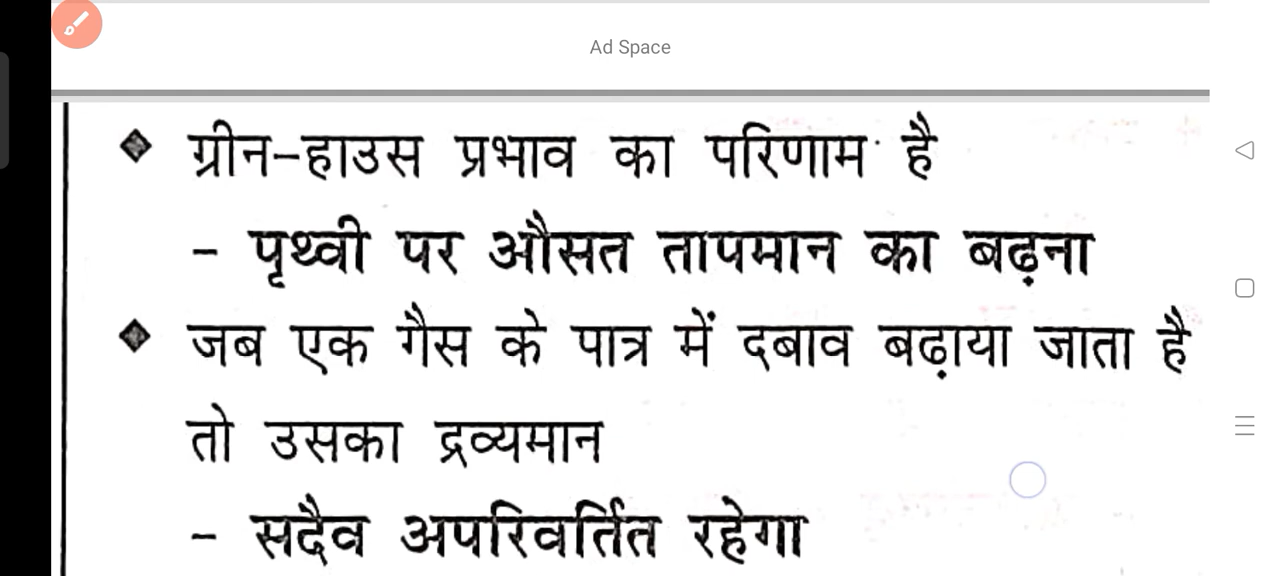 Ad Space
◆ ग्रीन-हाउस प्रभाव का परिणाम है
- पृथ्वी पर औसत तापमान का बढ़ना
◆ जब एक गैस के पात्र में दबाव बढ़ाया जाता है
तो उसका द्रव्यमान
- सदैव अपरिवर्तित रहेगा